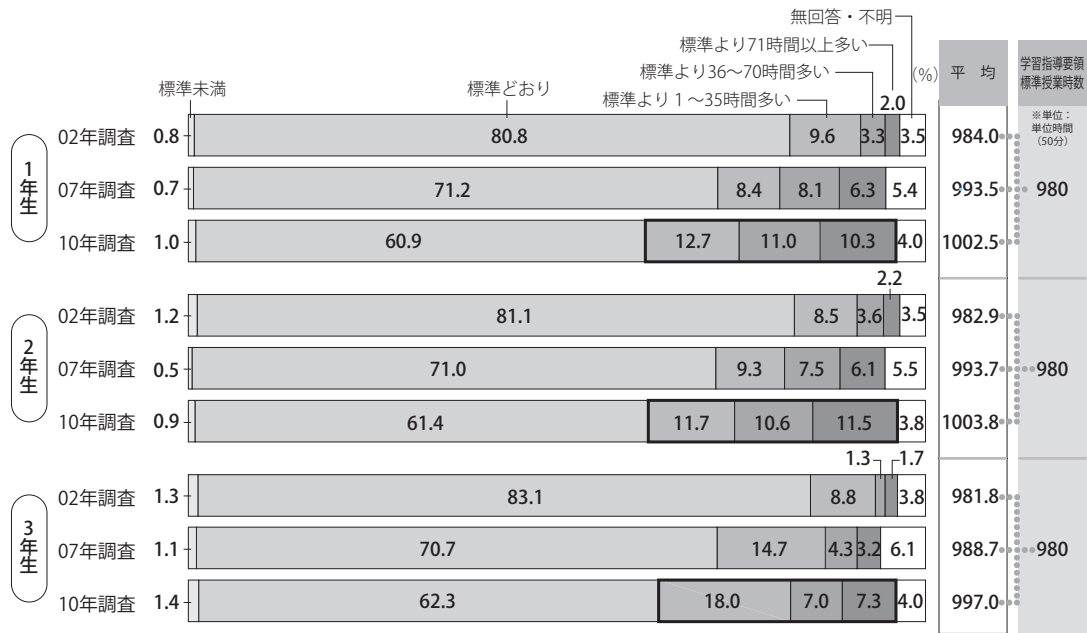 無回答・不明
標準より71時間以上多い
標準より36〜70時間多い
標準より1〜35時間多い
標準どおり
標準未満
(%)
平 均
学習指導要領
標準授業時数
※単位：
単位時間
（50分）
1年生
02年調査 0.8 80.8 9.6 3.3 2.0 3.5 984.0
07年調査 0.7 71.2 8.4 8.1 6.3 5.4 993.5 980
10年調査 1.0 60.9 12.7 11.0 10.3 4.0 1002.5
2年生
02年調査 1.2 81.1 8.5 3.6 2.2 3.5 982.9
07年調査 0.5 71.0 9.3 7.5 6.1 5.5 993.7 980
10年調査 0.9 61.4 11.7 10.6 11.5 3.8 1003.8
3年生
02年調査 1.3 83.1 8.8 1.3 1.7 3.8 981.8
07年調査 1.1 70.7 14.7 4.3 3.2 6.1 988.7 980
10年調査 1.4 62.3 18.0 7.0 7.3 4.0 997.0